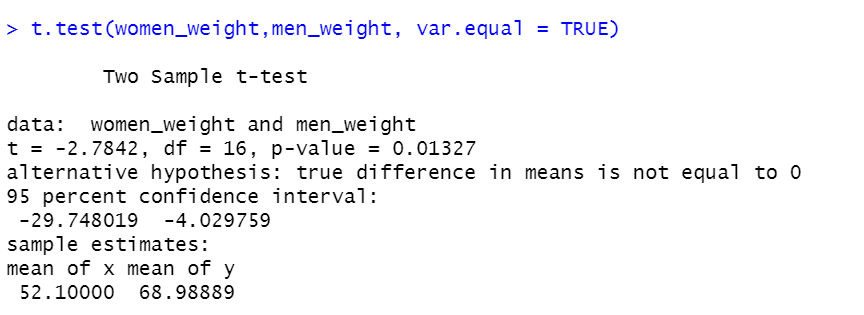 > t.test(women_weight,men_weight, var.equal = TRUE)
Two Sample t-test
data:  women_weight and men_weight
t = -2.7842, df = 16, p-value = 0.01327
alternative hypothesis: true difference in means is not equal to 0
95 percent confidence interval:
-29.748019  -4.029759
sample estimates:
mean of x mean of y
52.10000  68.98889